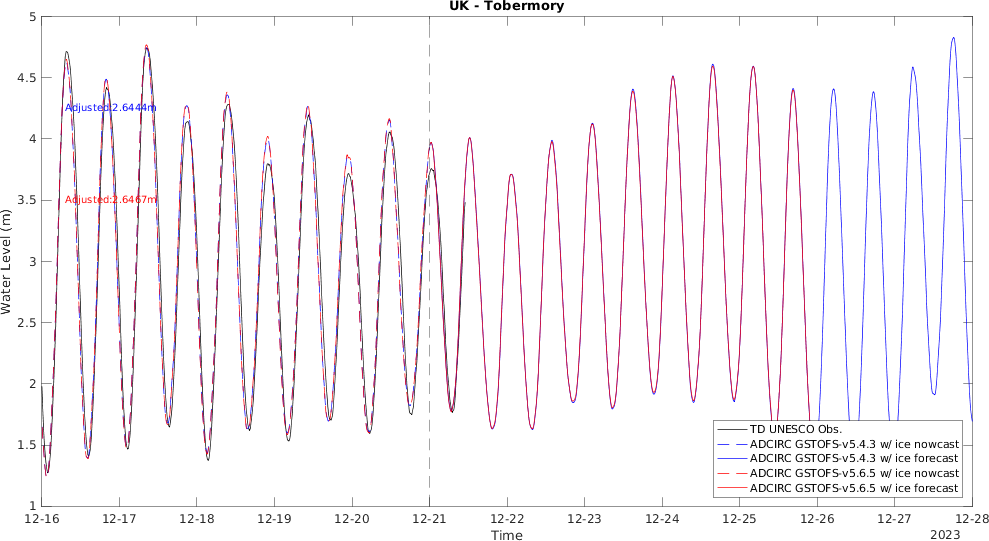 UK - Tobermory
5
4.5
4
3.5
3
2.5
2
1.5
1
Water Level (m)
Adjusted:2.6444m
Adjusted:2.6467m
TD UNESCO Obs.
ADCIRC GSTOFS-v5.4.3 w/ ice nowcast
ADCIRC GSTOFS-v5.4.3 w/ ice forecast
ADCIRC GSTOFS-v5.6.5 w/ ice nowcast
ADCIRC GSTOFS-v5.6.5 w/ ice forecast
12-16 12-17 12-18 12-19 12-20 12-21 12-22 12-23 12-24 12-25 12-26 12-27 12-28
Time
2023